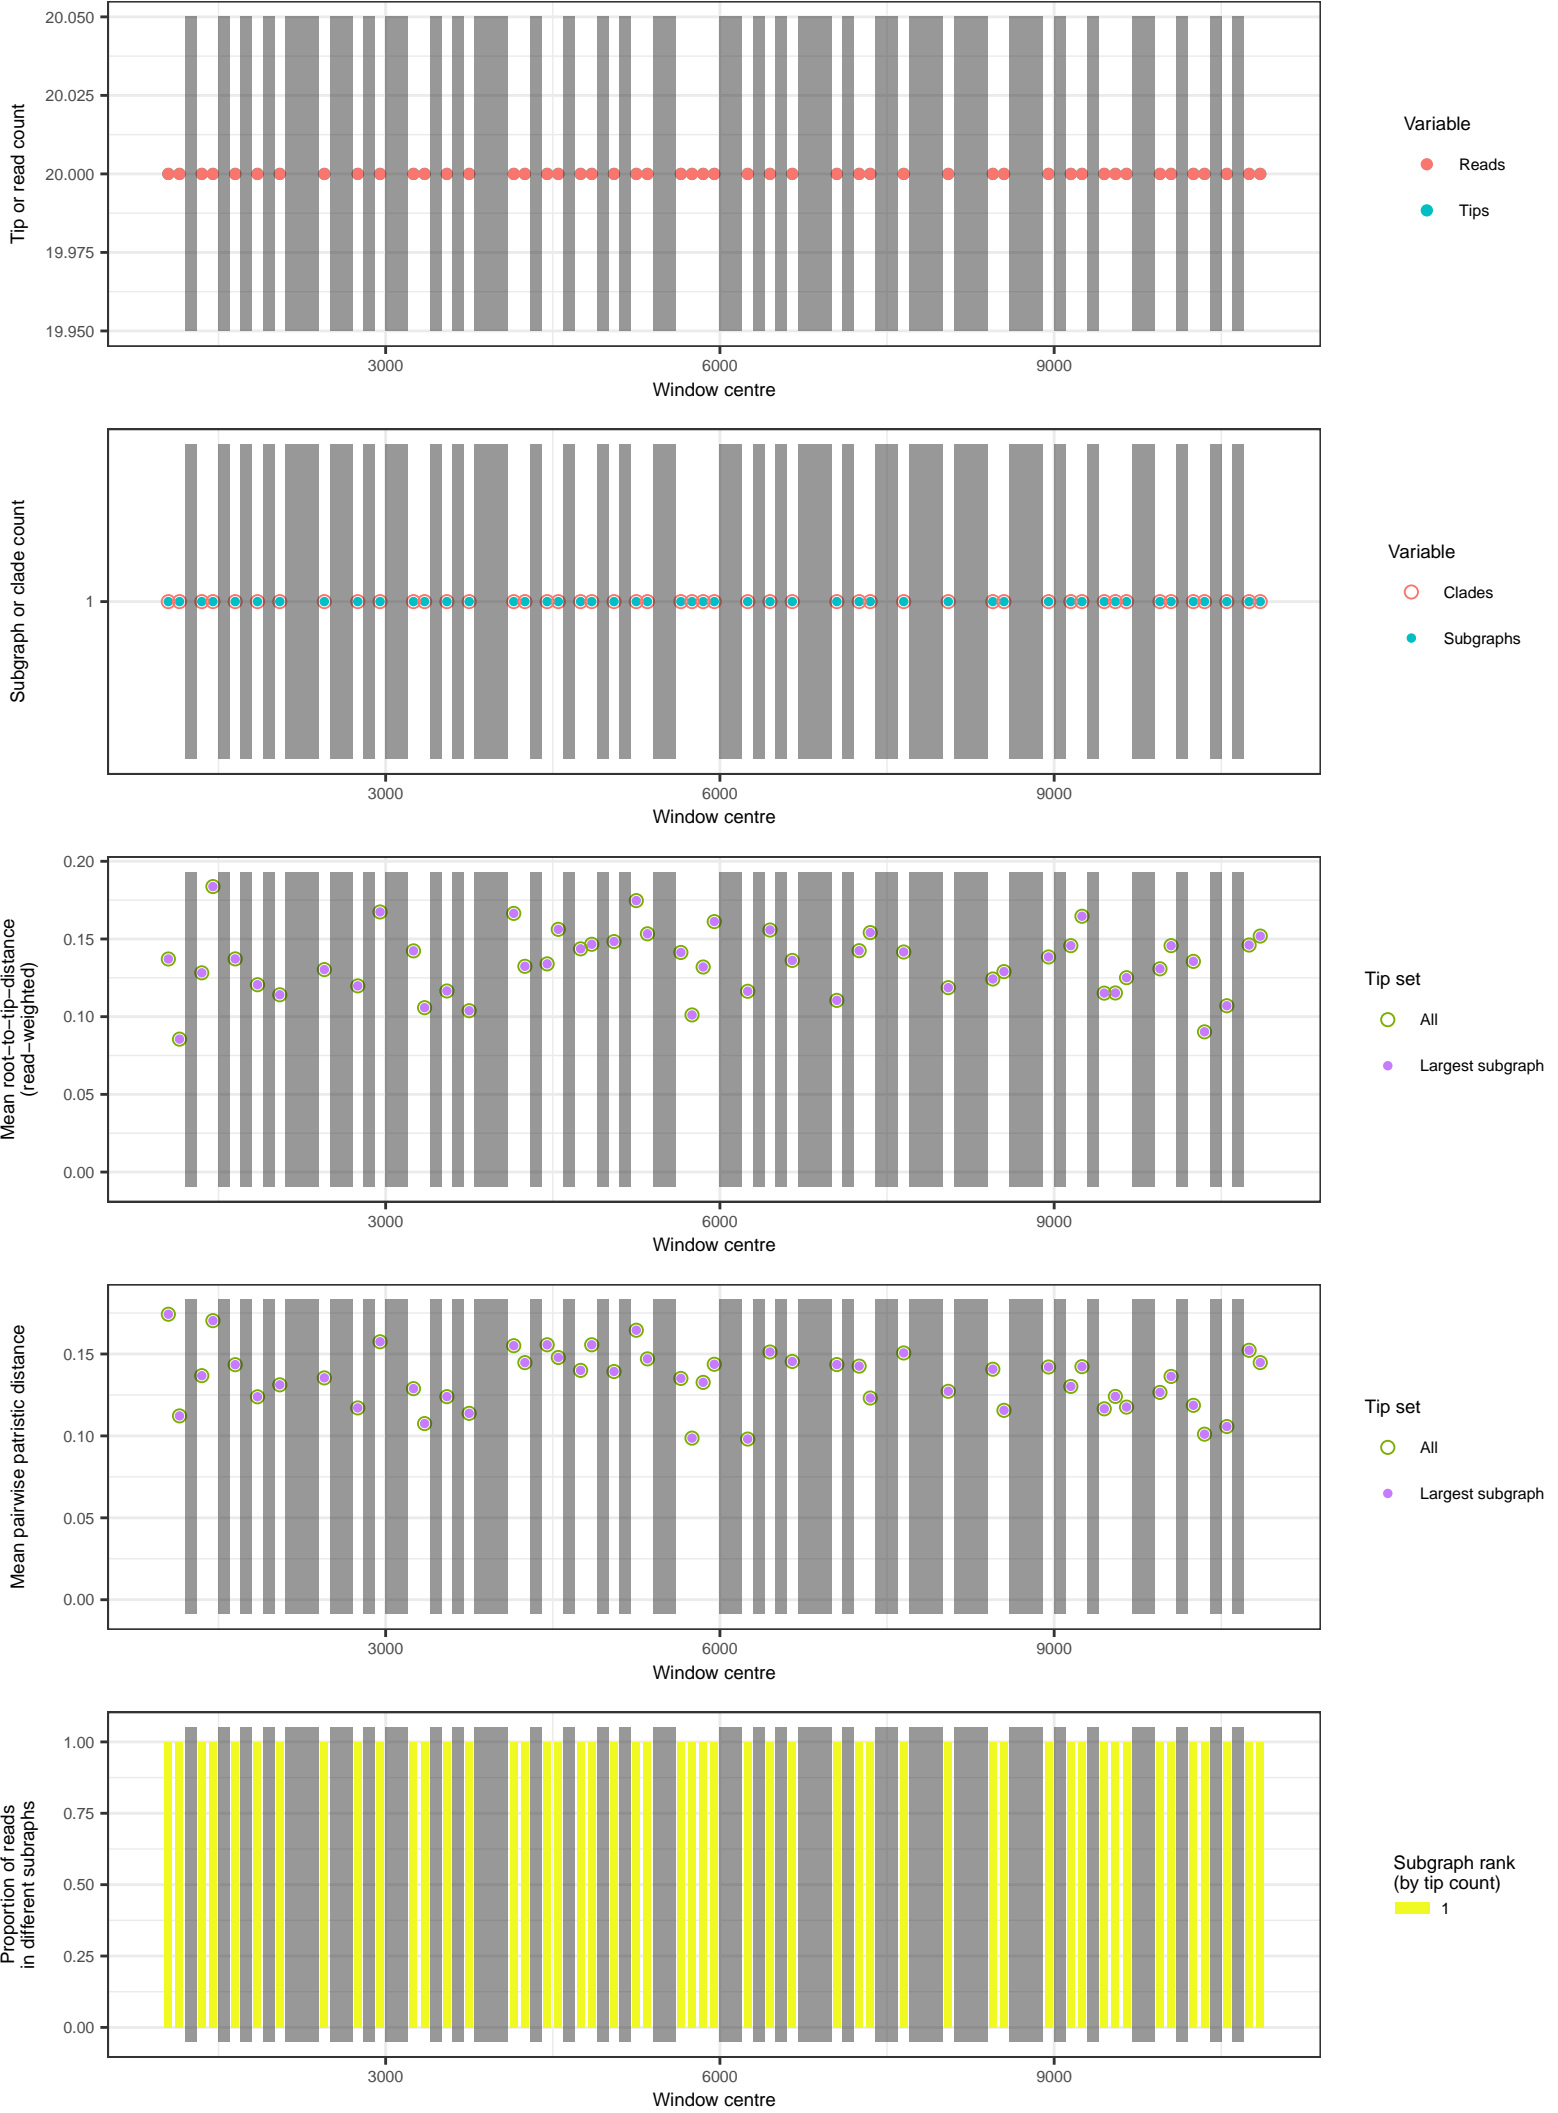 20.050
20.025
20.000
19.975
19.950
Tip or read count
3000 6000 9000
Window centre
Variable
Reads
Tips
1
Subgraph or clade count
3000 6000 9000
Window centre
Variable
Clades
Subgraphs
0.20
0.15
0.10
0.05
0.00
Mean root−to−tip−distance
(read−weighted)
3000 6000 9000
Window centre
Tip set
All
Largest subgraph
0.15
0.10
0.05
0.00
Mean pairwise patristic distance
3000 6000 9000
Window centre
Tip set
All
Largest subgraph
1.00
0.75
0.50
0.25
0.00
Proportion of reads
in different subraphs
3000 6000 9000
Window centre
Subgraph rank
(by tip count)
1